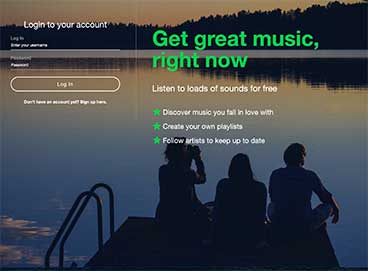 Login to your account
Log In
Enter your username
Password
Password
Log In
Don't have an account yet? Sign up here.
Get great music,
right now
Listen to loads of sounds for free
Discover music you fall in love with
Create your own playlists
Follow artists to keep up to date